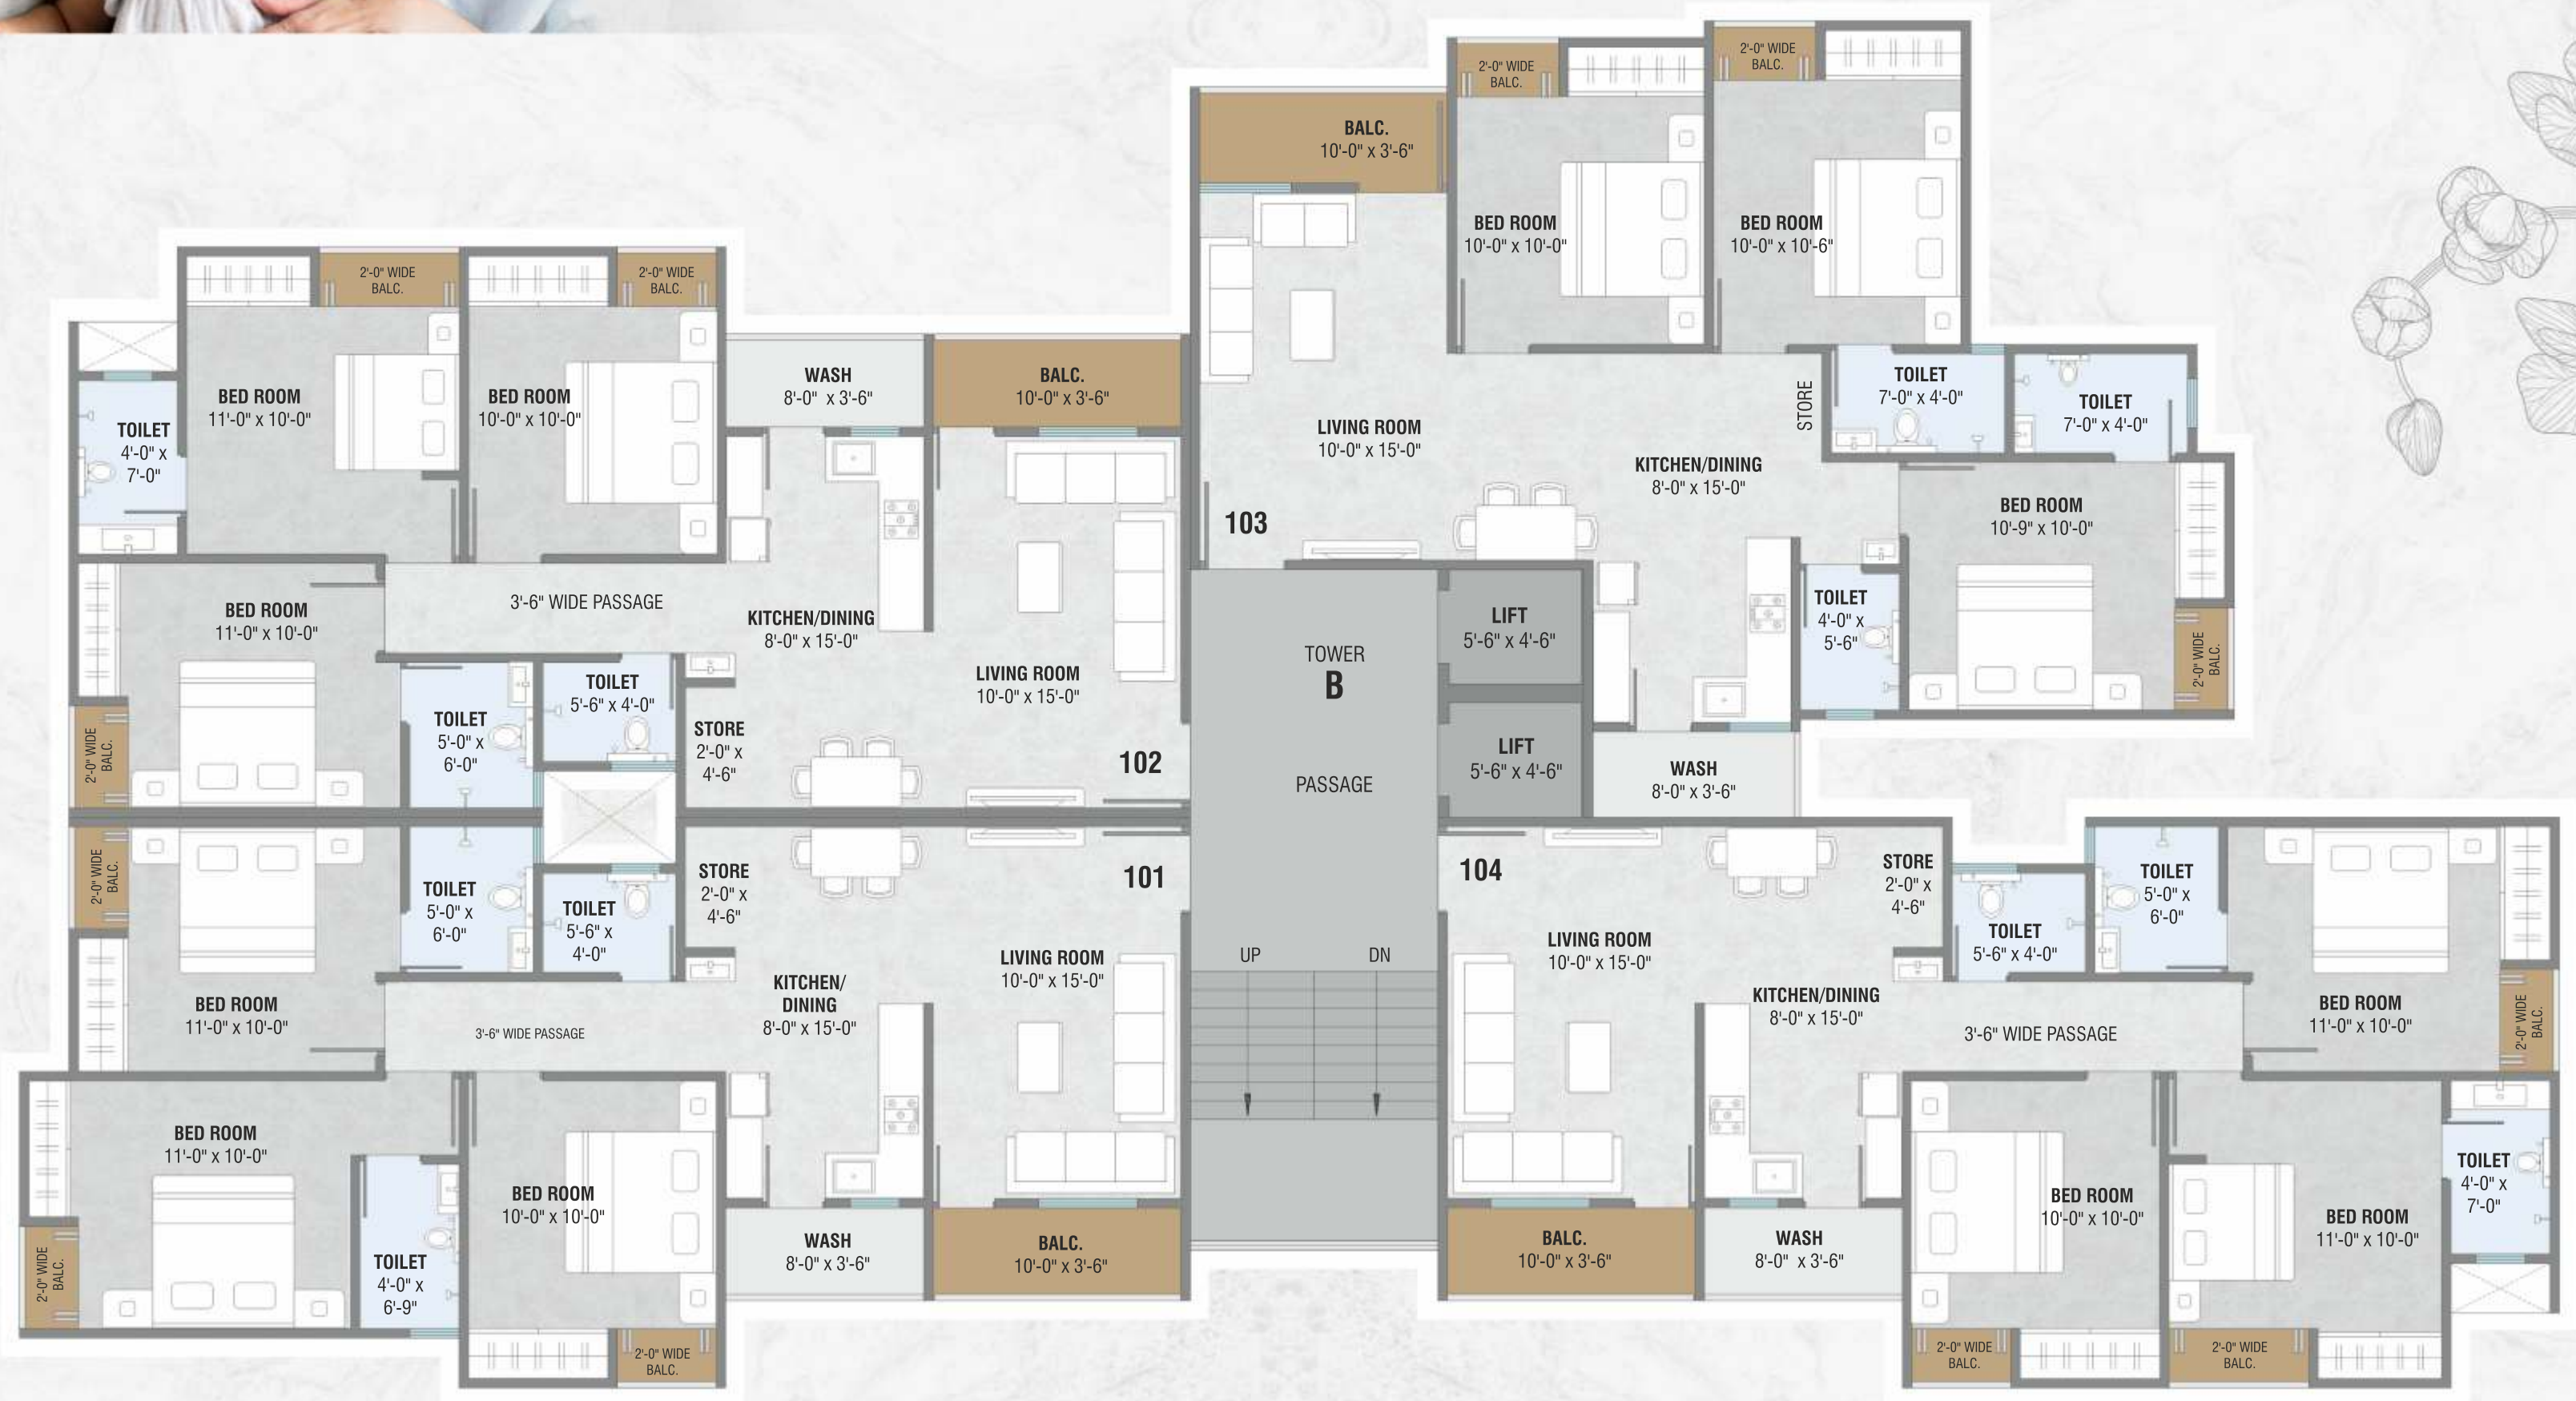 2'-0" WIDE
BALC.
2'-0" WIDE
BALC.
BED ROOM
11'-0" x 10'-0"
BED ROOM
10'-0" x 10'-0"
TOILET
4'-0" x
7'-0"
WASH
8'-0" x 3'-6"
BALC.
10'-0" x 3'-6"
BED ROOM
11'-0" x 10'-0"
3'-6" WIDE PASSAGE
KITCHEN/DINING
8'-0" x 15'-0"
LIVING ROOM
10'-0" x 15'-0"
TOILET
5'-6" x 4'-0"
TOILET
5'-0" x
6'-0"
STORE
2'-0" x
4'-6"
2'-0" WIDE
BALC.
102
BALC.
10'-0" x 3'-6"
2'-0" WIDE
BALC.
2'-0" WIDE
BALC.
BED ROOM
10'-0" x 10'-0"
BED ROOM
10'-0" x 10'-6"
LIVING ROOM
10'-0" x 15'-0"
STORE
TOILET
7'-0" x 4'-0"
TOILET
7'-0" x 4'-0"
KITCHEN/DINING
8'-0" x 15'-0"
BED ROOM
10'-9" x 10'-0"
103
TOILET
4'-0" x
5'-6"
2'-0" WIDE
BALC.
WASH
8'-0" x 3'-6"
LIFT
5'-6" x 4'-6"
LIFT
5'-6" x 4'-6"
TOWER
B
PASSAGE
UP
DN
2'-0" WIDE
BALC.
TOILET
5'-0" x
6'-0"
TOILET
5'-6" x
4'-0"
STORE
2'-0" x
4'-6"
101
BED ROOM
11'-0" x 10'-0"
3'-6" WIDE PASSAGE
KITCHEN/
DINING
8'-0" x 15'-0"
LIVING ROOM
10'-0" x 15'-0"
BED ROOM
11'-0" x 10'-0"
BED ROOM
10'-0" x 10'-0"
TOILET
4'-0" x
6'-9"
2'-0" WIDE
BALC.
WASH
8'-0" x 3'-6"
BALC.
10'-0" x 3'-6"
2'-0" WIDE
BALC.
104
STORE
2'-0" x
4'-6"
TOILET
5'-0" x
6'-0"
LIVING ROOM
10'-0" x 15'-0"
TOILET
5'-6" x 4'-0"
KITCHEN/DINING
8'-0" x 15'-0"
3'-6" WIDE PASSAGE
BED ROOM
11'-0" x 10'-0"
2'-0" WIDE
BALC.
BED ROOM
10'-0" x 10'-0"
BED ROOM
11'-0" x 10'-0"
TOILET
4'-0" x
7'-0"
BALC.
10'-0" x 3'-6"
WASH
8'-0" x 3'-6"
2'-0" WIDE
BALC.
2'-0" WIDE
BALC.